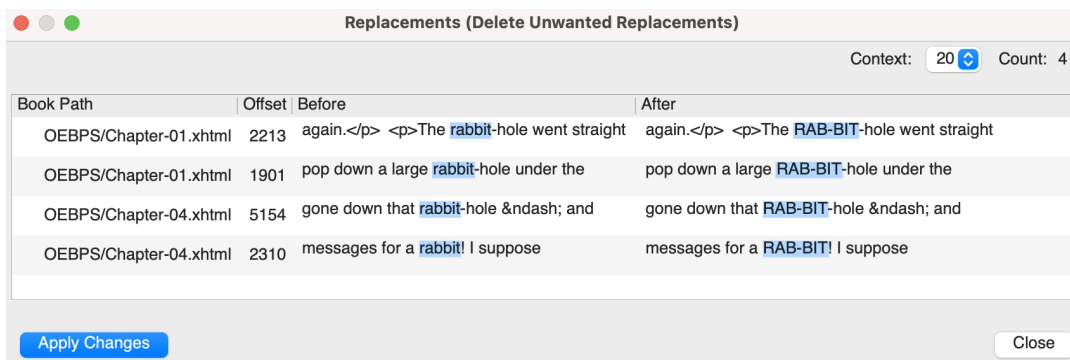 Replacements (Delete Unwanted Replacements)
Context: 20 Count: 4
Book Path Offset Before After
OEBPS/Chapter-01.xhtml 2213 again.</p> <p>The rabbit-hole went straight again.</p> <p>The RAB-BIT-hole went straight
OEBPS/Chapter-01.xhtml 1901 pop down a large rabbit-hole under the pop down a large RAB-BIT-hole under the
OEBPS/Chapter-04.xhtml 5154 gone down that rabbit-hole &ndash; and gone down that RAB-BIT-hole &ndash; and
OEBPS/Chapter-04.xhtml 2310 messages for a rabbit! I suppose messages for a RAB-BIT! I suppose
Apply Changes Close